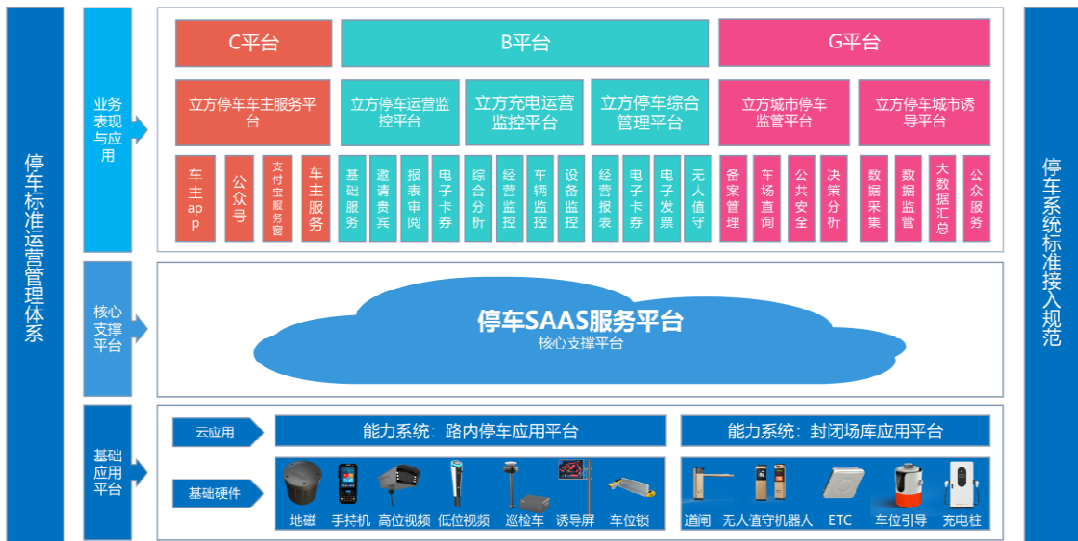 停车标准运营管理体系
业务
表现
与应
用
C平台
B平台
G平台
立方停车车主服务平
台
立方停车运营监
控平台
立方充电运营
监控平台
立方停车综合
管理平台
立方城市停车
监管平台
立方停车城市诱
导平台
车主app
公众号
支付宝服务窗
车主服务
基础服务
邀请贵宾
报表审阅
电子卡券
综合分析
经营监控
车辆监控
设备监控
经营报表
电子卡券
电子发票
无人值守
备案管理
车场查询
公共安全
决策分析
数据采集
数据监管
大数据汇总
公众服务
核心
支撑
平台
停车SAAS服务平台
核心支撑平台
基础
应用
平台
云应用
能力系统：路内停车应用平台
能力系统：封闭场库应用平台
基础硬件
地磁
手持机
高位视频
低位视频
巡检车
诱导屏
车位锁
道闸
无人值守机器人
ETC
车位引导
充电桩
停车系统标准接入规范